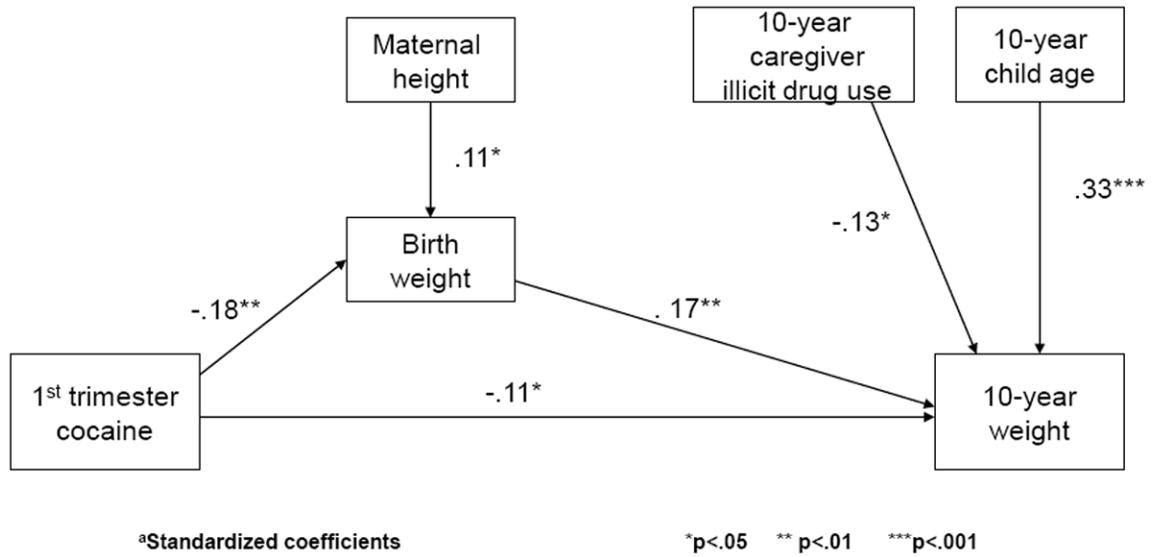 Maternal
height
10-year
caregiver
illicit drug use
10-year
child age
.11*
.33***
-.13*
Birth
weight
-.18**
. 17**
1st trimester
cocaine
-.11*
10-year
weight
aStandardized coefficients
*p<.05 ** p<.01 ***p<.001